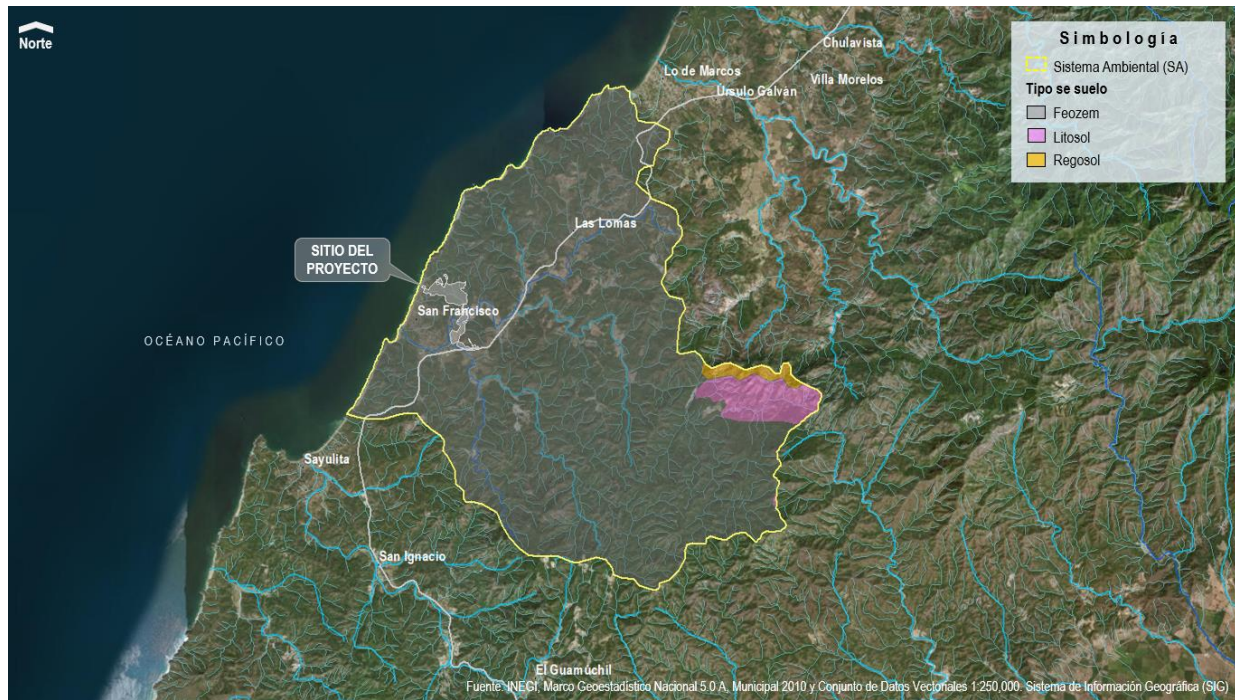 Norte
Simbología
Sistema Ambiental (SA)
Tipo se suelo
Feozem
Litosol
Regosol
Chulavista
Lo de Marcos
Villa Morelos
Úrsulo Galván
Las Lomas
SITIO DEL
PROYECTO
San Francisco
OCÉANO PACÍFICO
Sayulita
San Ignacio
El Guamúchil
Fuente: INEGI, Marco Geoestadístico Nacional 5.0 A, Municipal 2010 y Conjunto de Datos Vectoriales 1:250,000. Sistema de Información Geográfica (SIG)